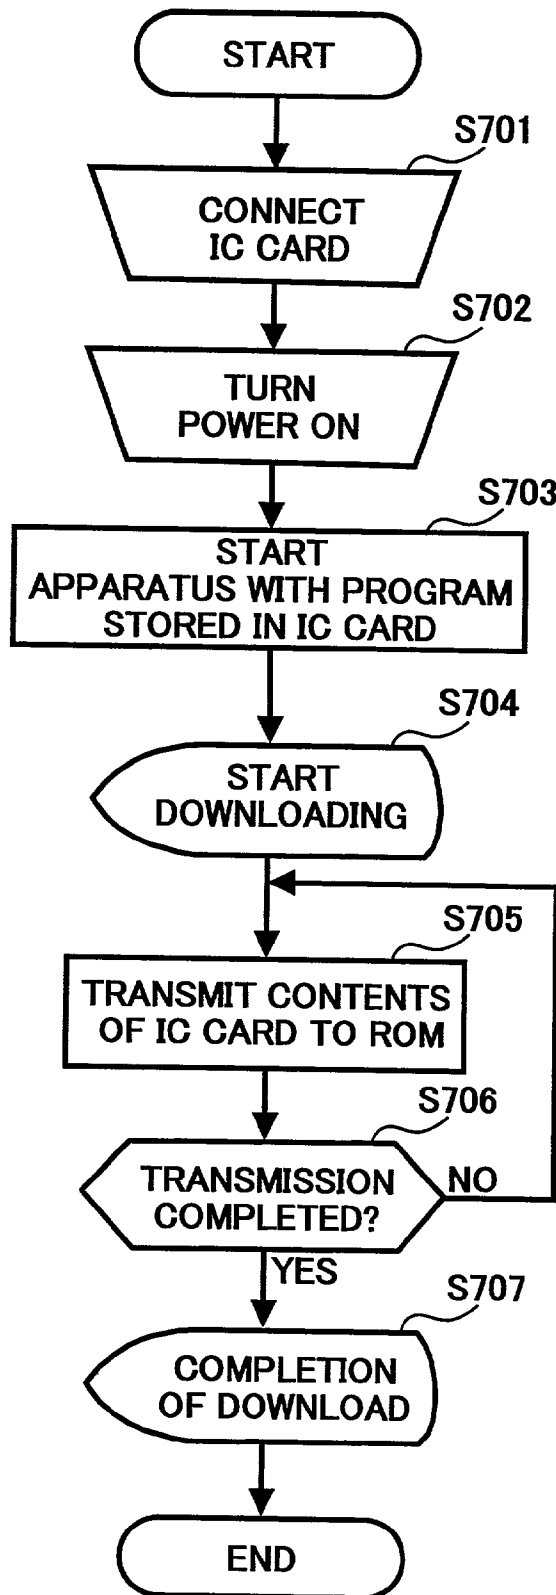 START
S701
CONNECT
IC CARD
S702
TURN
POWER ON
S703
START
APPARATUS WITH PROGRAM
STORED IN IC CARD
S704
START
DOWNLOADING
S705
TRANSMIT CONTENTS
OF IC CARD TO ROM
S706
TRANSMISSION
COMPLETED?
NO
YES
S707
COMPLETION
OF DOWNLOAD
END